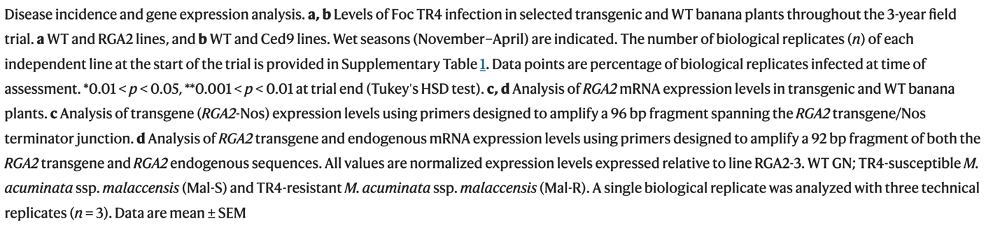 Disease incidence and gene expression analysis. a, b Levels of Foc TR4 infection in selected transgenic and WT banana plants throughout the 3-year field
trial. a WT and RGA2 lines, and b WT and Ced9 lines. Wet seasons (November–April) are indicated. The number of biological replicates (n) of each
independent line at the start of the trial is provided in Supplementary Table 1. Data points are percentage of biological replicates infected at time of
assessment. *0.01 < p < 0.05, **0.001 < p < 0.01 at trial end (Tukey's HSD test). c, d Analysis of RGA2 mRNA expression levels in transgenic and WT banana
plants. c Analysis of transgene (RGA2-Nos) expression levels using primers designed to amplify a 96 bp fragment spanning the RGA2 transgene/Nos
terminator junction. d Analysis of RGA2 transgene and endogenous mRNA expression levels using primers designed to amplify a 92 bp fragment of both the
RGA2 transgene and RGA2 endogenous sequences. All values are normalized expression levels expressed relative to line RGA2-3. WT GN; TR4-susceptible M.
acuminata ssp. malaccensis (Mal-S) and TR4-resistant M. acuminata ssp. malaccensis (Mal-R). A single biological replicate was analyzed with three technical
replicates (n = 3). Data are mean ± SEM